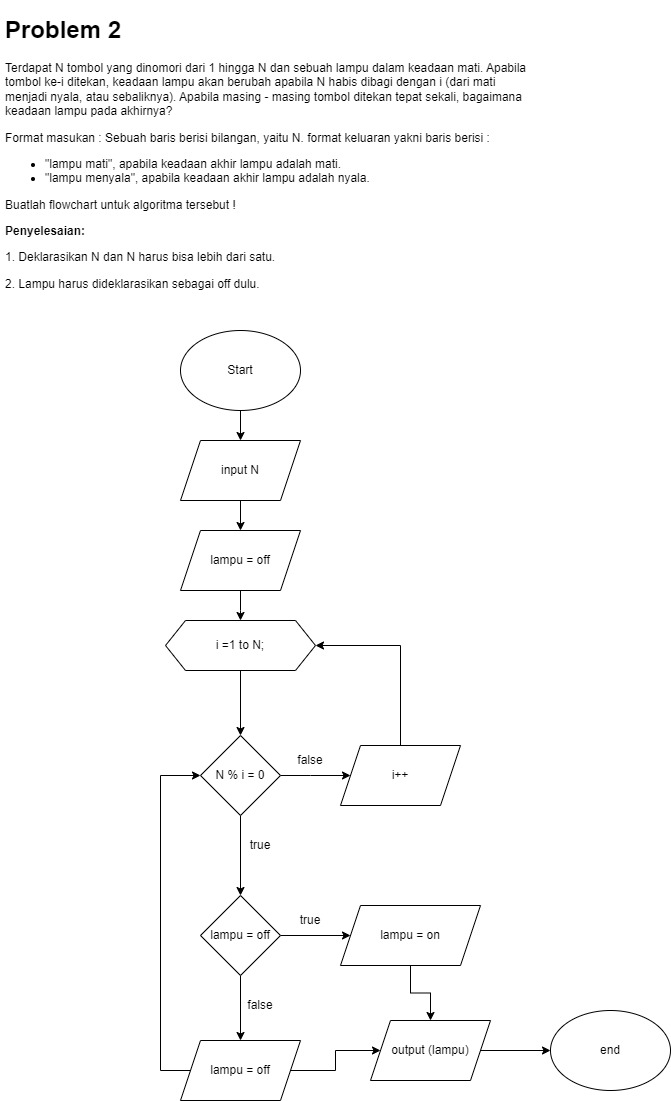 Problem 2
Terdapat N tombol yang dinomori dari 1 hingga N dan sebuah lampu dalam keadaan mati. Apabila
tombol ke-i ditekan, keadaan lampu akan berubah apabila N habis dibagi dengan i (dari mati
menjadi nyala, atau sebaliknya). Apabila masing - masing tombol ditekan tepat sekali, bagaimana
keadaan lampu pada akhirnya?
Format masukan : Sebuah baris berisi bilangan, yaitu N. format keluaran yakni baris berisi :
• "lampu mati", apabila keadaan akhir lampu adalah mati.
• "lampu menyala", apabila keadaan akhir lampu adalah nyala.
Buatlah flowchart untuk algoritma tersebut !
Penyelesaian:
1. Deklarasikan N dan N harus bisa lebih dari satu.
2. Lampu harus dideklarasikan sebagai off dulu.
Start
input N
lampu = off
i =1 to N;
false
N % i = 0
i++
true
true
lampu = off
lampu = on
false
output (lampu)
end
lampu = off